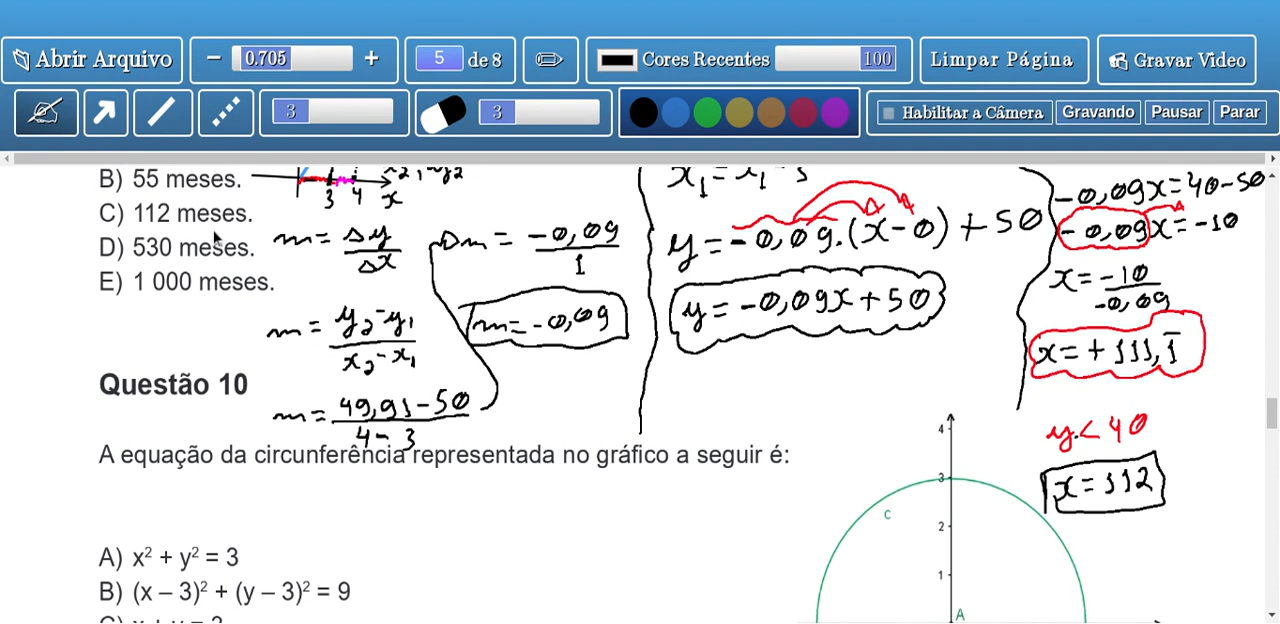 Abrir Arquivo
− 0.705 +
5 de 8
Cores Recentes 100
Limpar Página
Gravar Video
3
3
Habilitar a Câmera Gravando Pausar Parar
B) 55 meses.
C) 112 meses.
D) 530 meses.
E) 1 000 meses.
3 4 x
m = Δy / Δx
m = y2 - y1 / x2 - x1
m = 49,91 - 50 / 4 - 3
m = -0,09 / 1
m = -0,09
y = -0,09.(x-0) + 50
y = -0,09x + 50
-0,09x = 40-50
-0,09x = -10
x = -10 / -0,09
x = + 111,1̄
y < 40
x = 112
Questão 10
A equação da circunferência representada no gráfico a seguir é:
4
3
C
2
1
A
A) x² + y² = 3
B) (x – 3)² + (y – 3)² = 9